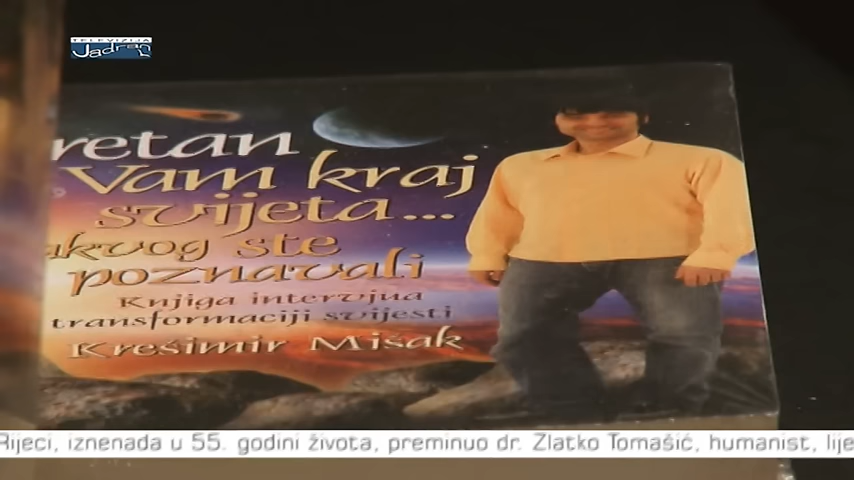 TELEVIZIJA
Jadran
retan
Vam kraj
svijeta...
akvog ste
poznavali
Knjiga intervjua
transformaciji svijesti
Krešimir Mišak
Rijeci, iznenada u 55. godini života, preminuo dr. Zlatko Tomašić, humanist, lije